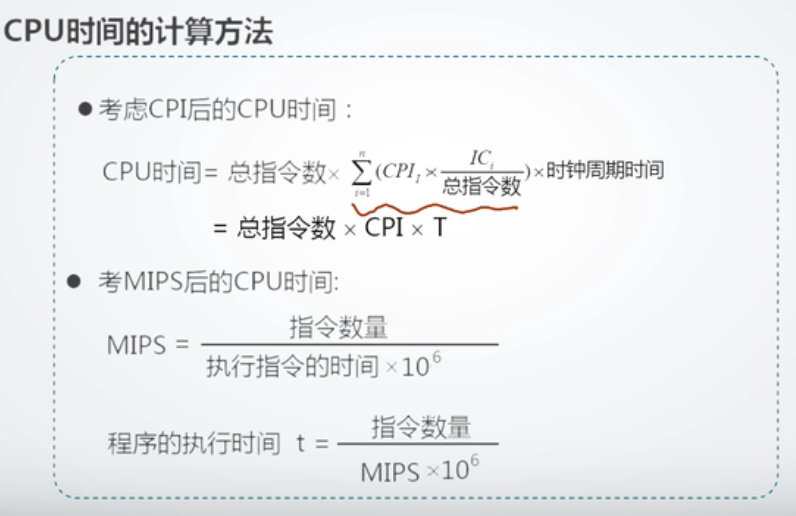 CPU时间的计算方法
●考虑CPI后的CPU时间：
CPU时间= 总指令数× $\sum_{i=1}^{n}(CPI_i \times \frac{IC_i}{总指令数})$×时钟周期时间
= 总指令数 × CPI × T
● 考MIPS后的CPU时间:
MIPS = $\frac{指令数量}{执行指令的时间 \times 10^6}$
程序的执行时间 t = $\frac{指令数量}{MIPS \times 10^6}$